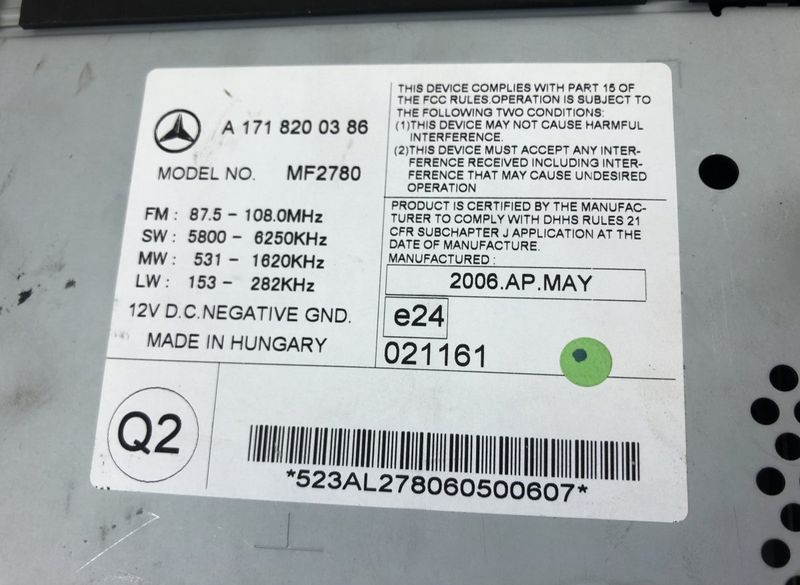 A 171 820 03 86
MODEL NO. MF2780
FM : 87.5 - 108.0MHz
SW : 5800 - 6250KHz
MW : 531 - 1620KHz
LW : 153 - 282KHz
12V D.C.NEGATIVE GND.
MADE IN HUNGARY
THIS DEVICE COMPLIES WITH PART 15 OF
THE FCC RULES.OPERATION IS SUBJECT TO
THE FOLLOWING TWO CONDITIONS:
(1)THIS DEVICE MAY NOT CAUSE HARMFUL
INTERFERENCE.
(2)THIS DEVICE MUST ACCEPT ANY INTER-
FERENCE RECEIVED INCLUDING INTER-
FERENCE THAT MAY CAUSE UNDESIRED
OPERATION
PRODUCT IS CERTIFIED BY THE MANUFAC-
TURER TO COMPLY WITH DHHS RULES 21
CFR SUBCHAPTER J APPLICATION AT THE
DATE OF MANUFACTURE.
MANUFACTURED :
2006.AP.MAY
e24
021161
Q2
*523AL278060500607*